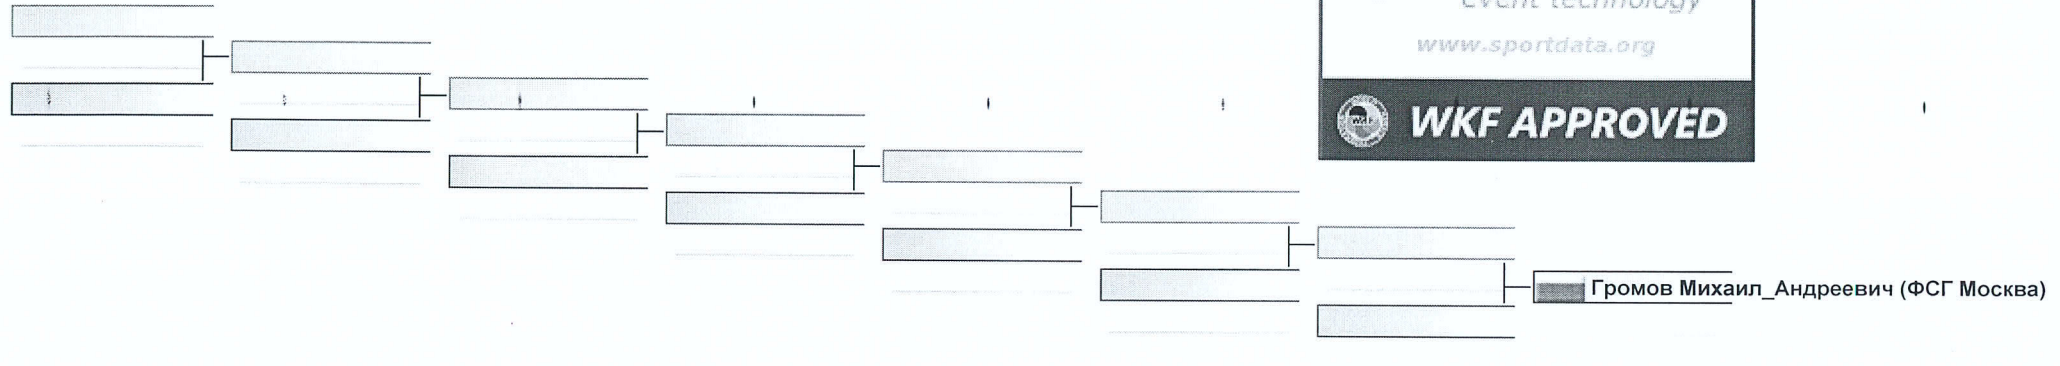 Event technology
www.sportdata.org
WKF APPROVED
Громов Михаил_Андреевич (ФСГ Москва)